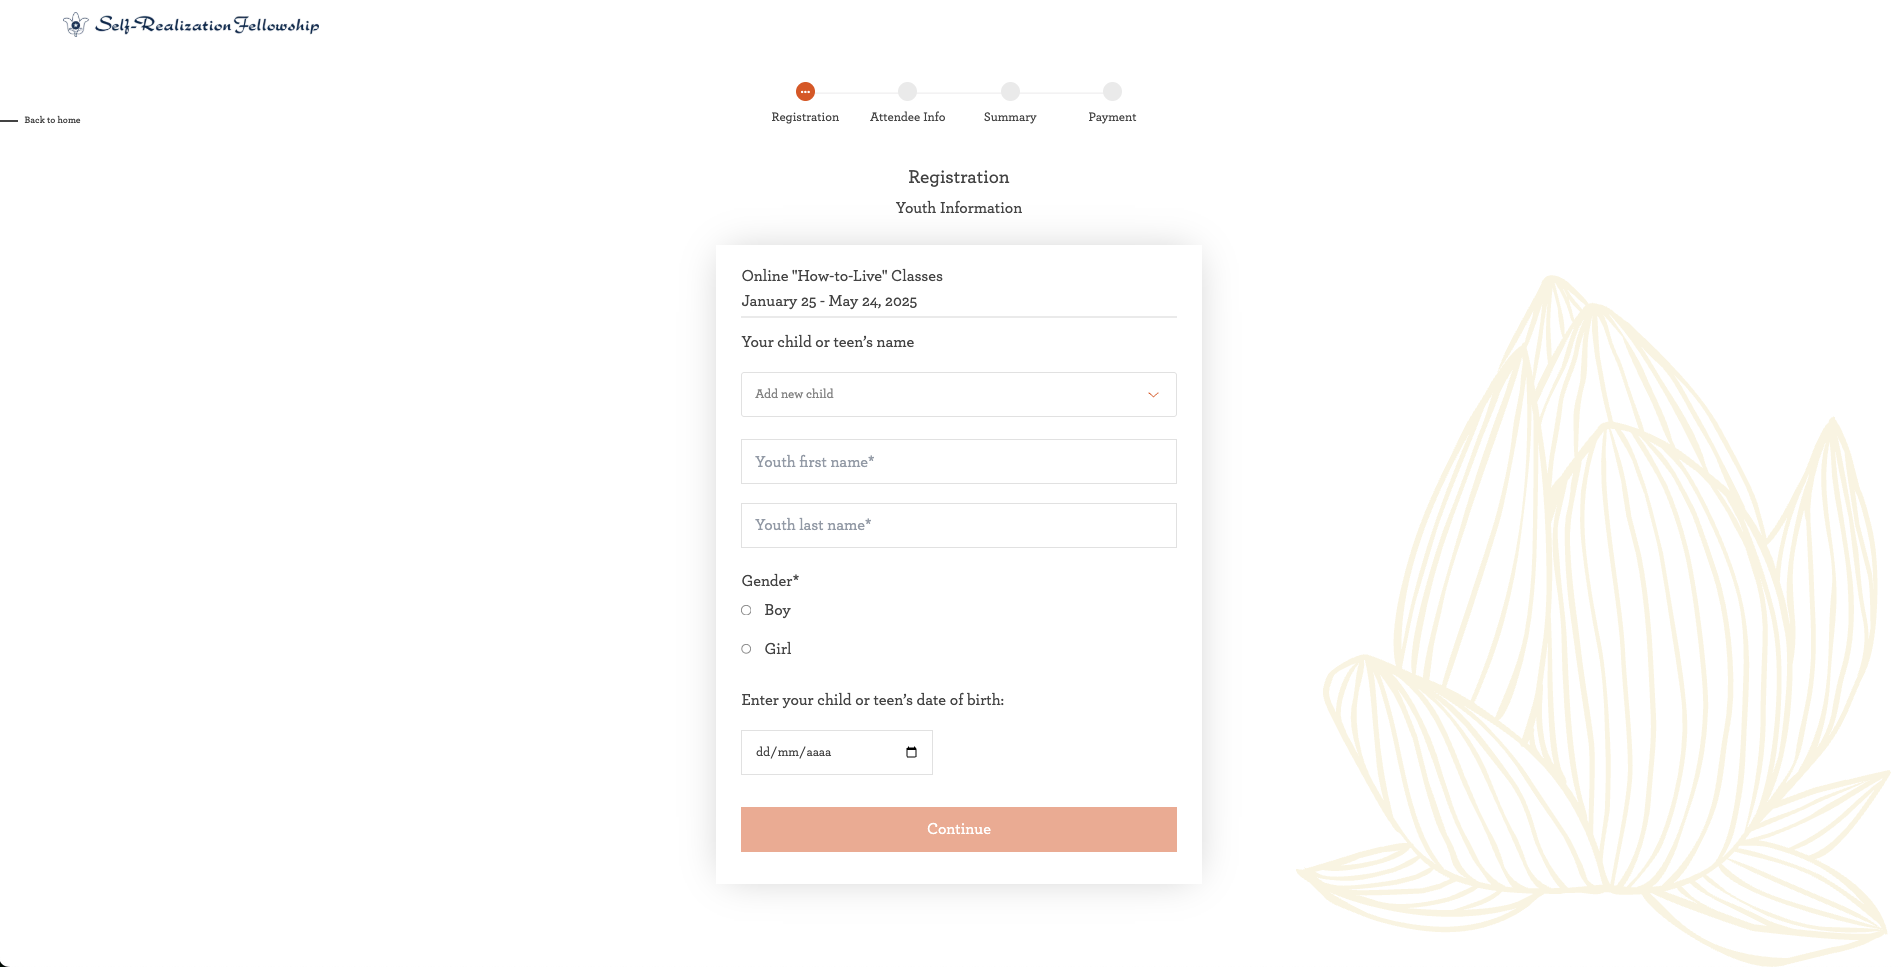 Self-Realization Fellowship
Registration
Attendee Info
Summary
Payment
Back to home
Registration
Youth Information
Online "How-to-Live" Classes
January 25 - May 24, 2025
Your child or teen’s name
Add new child
Youth first name*
Youth last name*
Gender*
Boy
Girl
Enter your child or teen’s date of birth:
dd/mm/aaaa
Continue